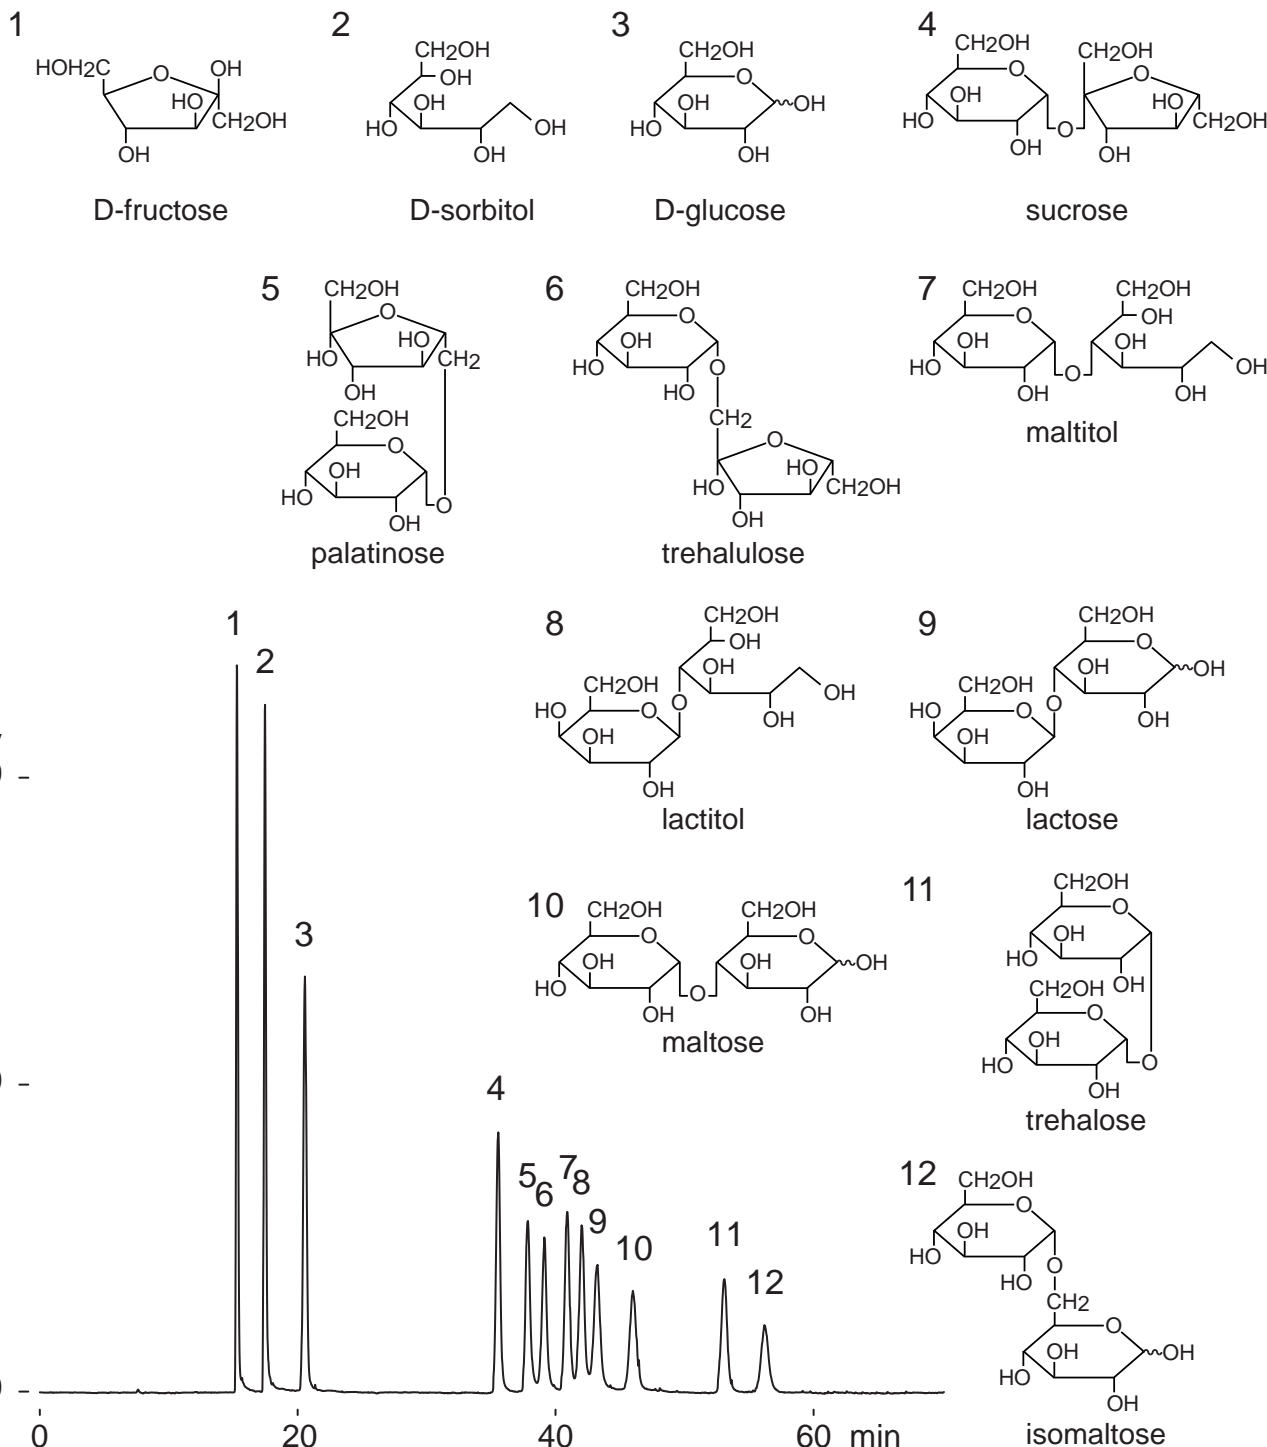 1
HOH2C
O
OH
HO
CH2OH
OH
D-fructose
2
CH2OH
OH
OH
HO
OH
OH
D-sorbitol
3
CH2OH
O
OH
OH
HO
OH
D-glucose
4
CH2OH
O
OH
HO
OH
O
CH2OH
O
HO
CH2OH
OH
sucrose
5
CH2OH
O
HO
HO
CH2
OH
CH2OH
O
OH
HO
OH
O
palatinose
6
CH2OH
O
OH
HO
HO
O
CH2
O
HO
HO
CH2OH
OH
trehalulose
7
CH2OH
O
OH
HO
OH
O
CH2OH
OH
OH
OH
OH
maltitol
8
CH2OH
OH
OH
OH
OH
CH2OH
O
HO
O
OH
OH
lactitol
9
CH2OH
O
OH
OH
OH
CH2OH
O
HO
O
OH
OH
lactose
10
CH2OH
O
OH
HO
OH
O
CH2OH
O
OH
OH
OH
maltose
11
CH2OH
O
OH
HO
OH
CH2OH
O
OH
HO
OH
O
trehalose
12
CH2OH
O
OH
HO
HO
O
CH2
O
OH
OH
HO
OH
isomaltose
1
2
3
4
5
6
7
8
9
10
11
12
0 20 40 60 min